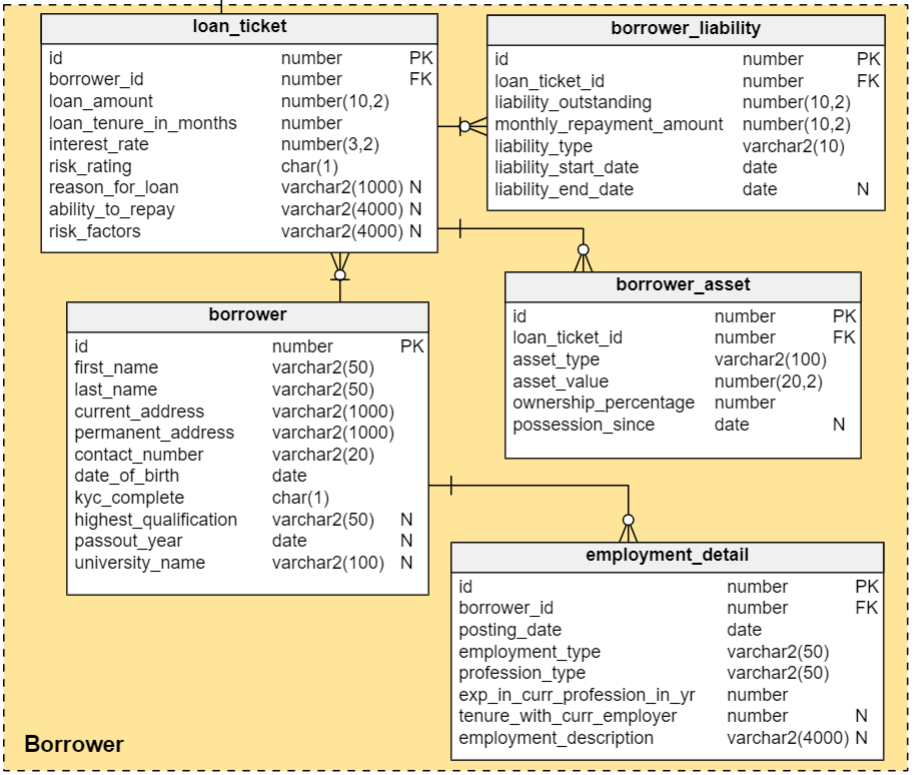 loan_ticket
id number PK
borrower_id number FK
loan_amount number(10,2)
loan_tenure_in_months number
interest_rate number(3,2)
risk_rating char(1)
reason_for_loan varchar2(1000) N
ability_to_repay varchar2(4000) N
risk_factors varchar2(4000) N
borrower_liability
id number PK
loan_ticket_id number FK
liability_outstanding number(10,2)
monthly_repayment_amount number(10,2)
liability_type varchar2(10)
liability_start_date date
liability_end_date date N
borrower_asset
id number PK
loan_ticket_id number FK
asset_type varchar2(100)
asset_value number(20,2)
ownership_percentage number
possession_since date N
borrower
id number PK
first_name varchar2(50)
last_name varchar2(50)
current_address varchar2(1000)
permanent_address varchar2(1000)
contact_number varchar2(20)
date_of_birth date
kyc_complete char(1)
highest_qualification varchar2(50) N
passout_year date N
university_name varchar2(100) N
employment_detail
id number PK
borrower_id number FK
posting_date date
employment_type varchar2(50)
profession_type varchar2(50)
exp_in_curr_profession_in_yr number
tenure_with_curr_employer number N
employment_description varchar2(4000) N
Borrower